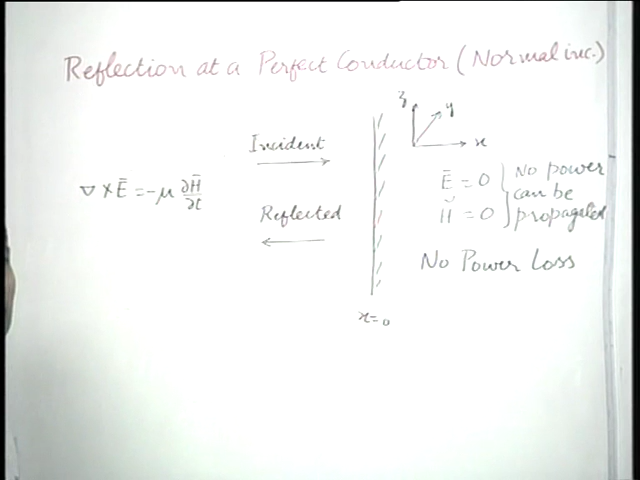 Reflection at a Perfect Conductor (Normal inc.)
z
y
x
Incident
∇ × Ē = -μ ∂H̄/∂t
Reflected
Ē = 0
H̄ = 0
No power
can be
propagated
No Power Loss
x=0